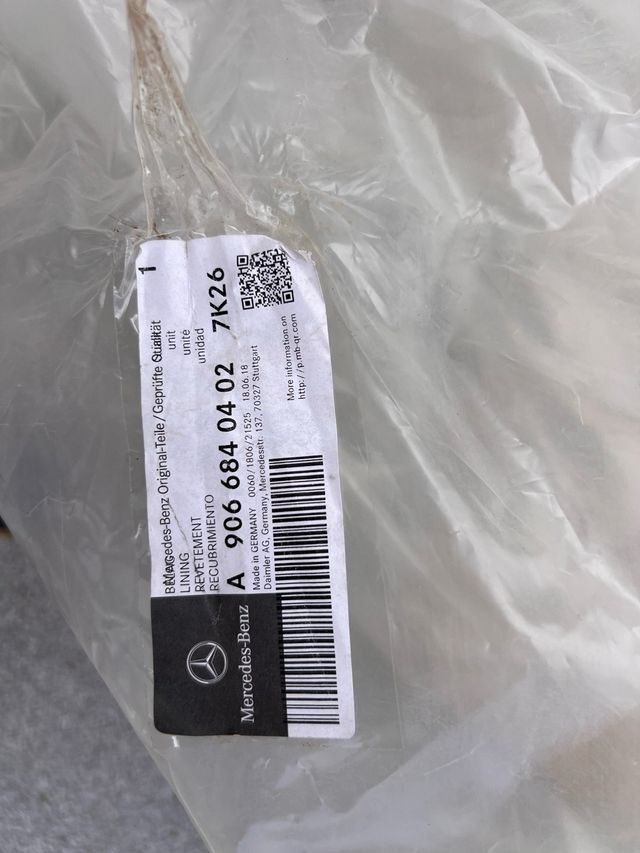 Mercedes-Benz Original-Teile/Geprüfte Qualität
1
unit
LINING
unité
REVETEMENT
unidad
RECUBRIMIENTO
A 906 684 04 02 7K26
Made in GERMANY 0060/1806/21525 18.06.18
Daimler AG, Germany, Mercedesstr. 137, 70327 Stuttgart
More information on
http://p.mb-qr.com
Mercedes-Benz